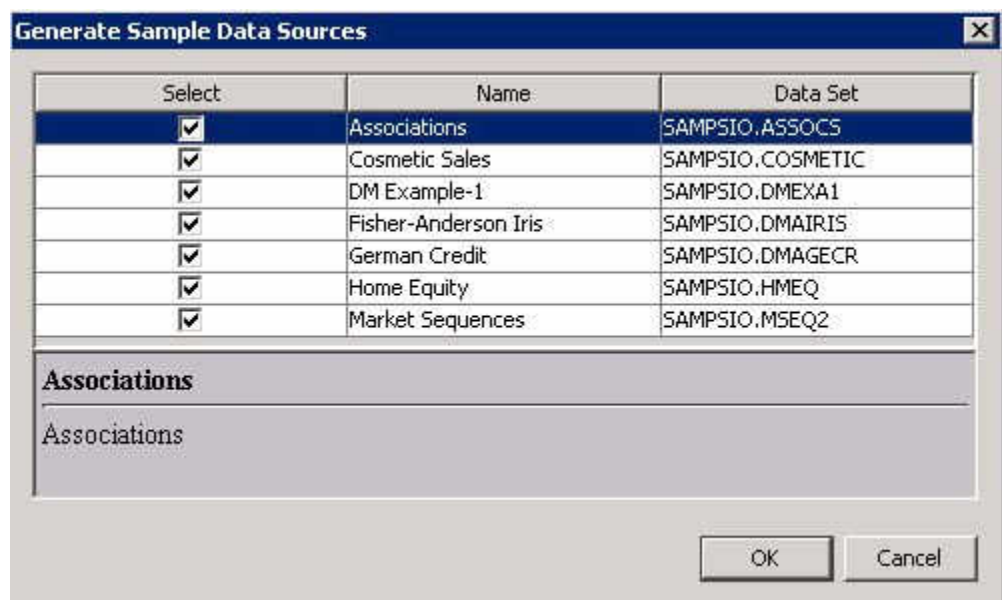 Generate Sample Data Sources
Select Name Data Set
Associations SAMPSIO.ASSOCS
Cosmetic Sales SAMPSIO.COSMETIC
DM Example-1 SAMPSIO.DMEXA1
Fisher-Anderson Iris SAMPSIO.DMAIRIS
German Credit SAMPSIO.DMAGECR
Home Equity SAMPSIO.HMEQ
Market Sequences SAMPSIO.MSEQ2
Associations
Associations
OK Cancel